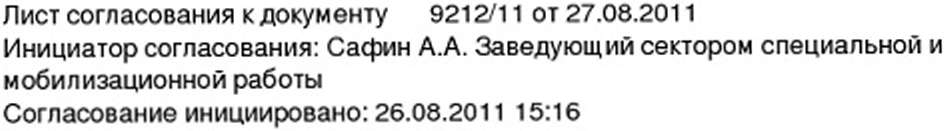 Лист согласования к документу 9212/11 от 27.08.2011
Инициатор согласования: Сафин А.А. Заведующий сектором специальной и
мобилизационной работы
Согласование инициировано: 26.08.2011 15:16